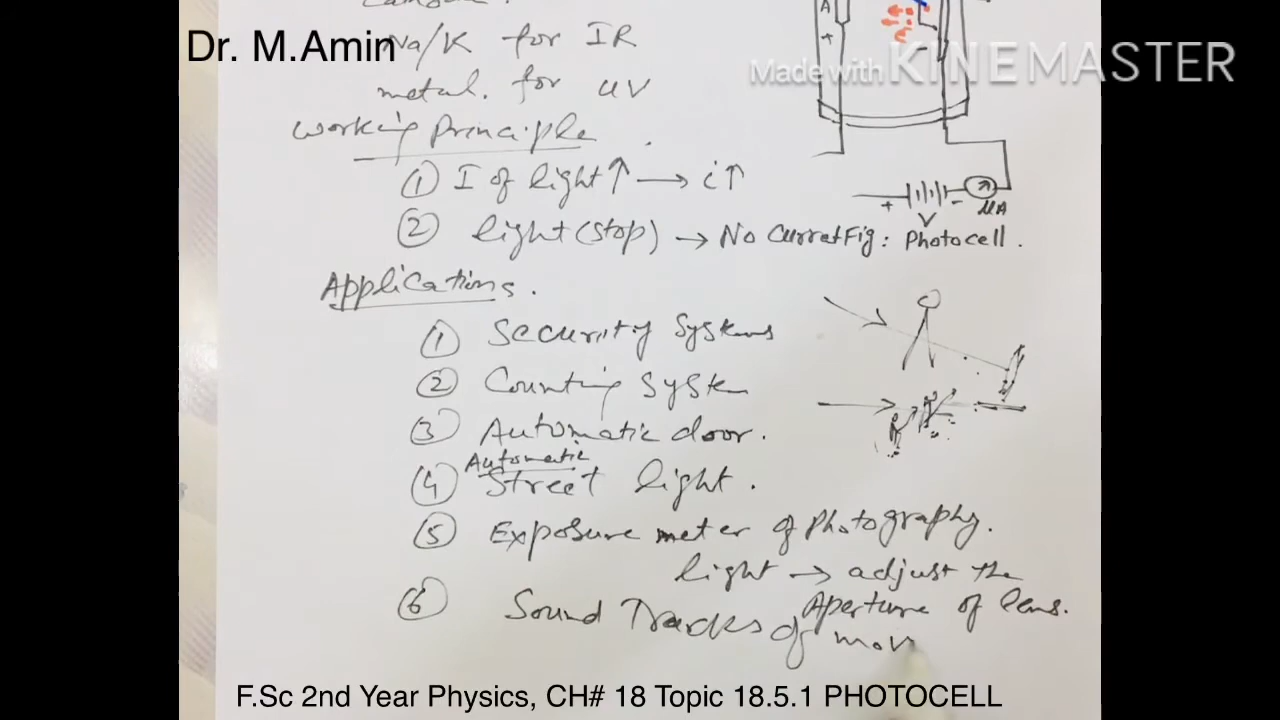 Dr. M.Amin
Made with KINEMASTER
Na/K for IR
metal. for UV
Working Principle
① I of light ↑ → i ↑
② light (stop) → No Current
A
+
+ -
V
μA
Fig: Photocell.
Applications.
① Security Systems
② Counting System
③ Automatic door.
④ Automatic Street light.
⑤ Exposure meter of Photography.
light → adjust the
Aperture of lens.
⑥ Sound Tracks of mov
F.Sc 2nd Year Physics, CH# 18 Topic 18.5.1 PHOTOCELL